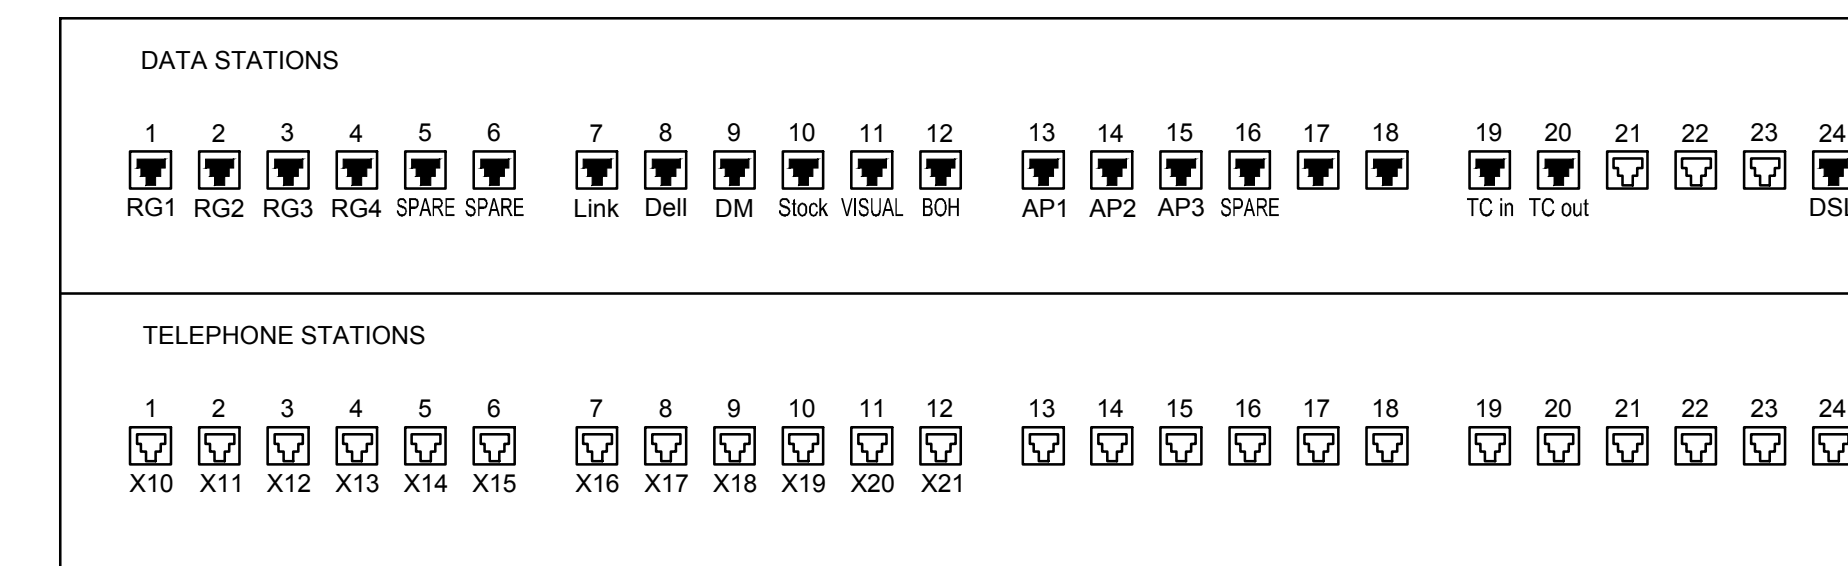 DATA STATIONS
1 2 3 4 5 6 7 8 9 10 11 12 13 14 15 16 17 18 19 20 21 22 23 24
RG1 RG2 RG3 RG4 SPARE SPARE Link Dell DM Stock VISUAL BOH AP1 AP2 AP3 SPARE TC in TC out
TELEPHONE STATIONS
1 2 3 4 5 6 7 8 9 10 11 12 13 14 15 16 17 18 19 20 21 22 23 24
X10 X11 X12 X13 X14 X15 X16 X17 X18 X19 X20 X21